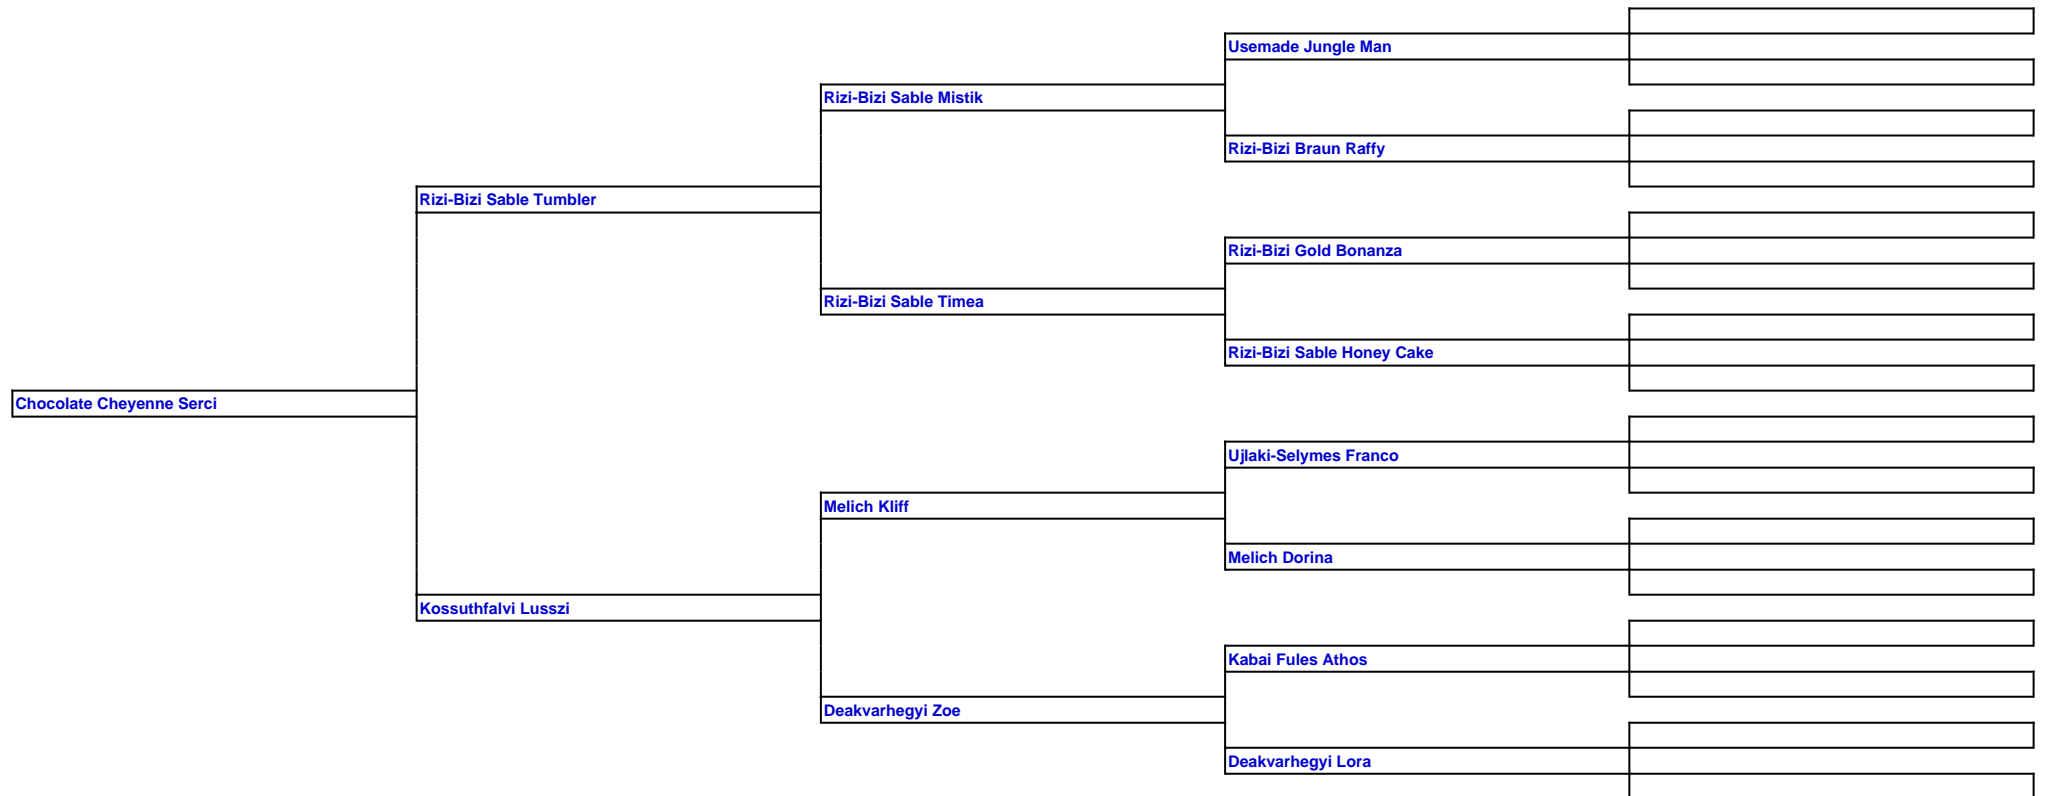 Usemade Jungle Man
Rizi-Bizi Sable Mistik
Rizi-Bizi Braun Raffy
Rizi-Bizi Sable Tumbler
Rizi-Bizi Gold Bonanza
Rizi-Bizi Sable Timea
Rizi-Bizi Sable Honey Cake
Chocolate Cheyenne Serci
Ujlaki-Selymes Franco
Melich Kliff
Melich Dorina
Kossuthfalvi Lusszi
Kabai Fules Athos
Deakvarhegyi Zoe
Deakvarhegyi Lora